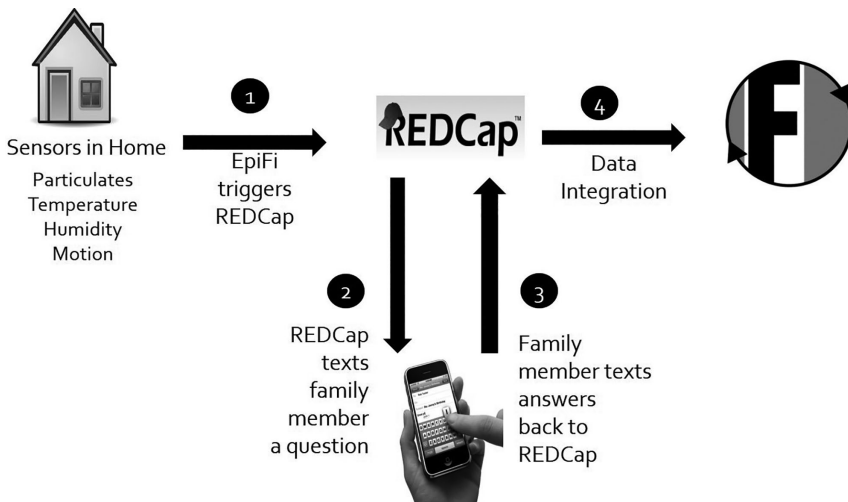 Sensors in Home
Particulates
Temperature
Humidity
Motion
1
EpiFi
triggers
REDCap
REDCap™
4
Data
Integration
F
2
REDCap
texts
family
member
a question
3
Family
member texts
answers
back to
REDCap